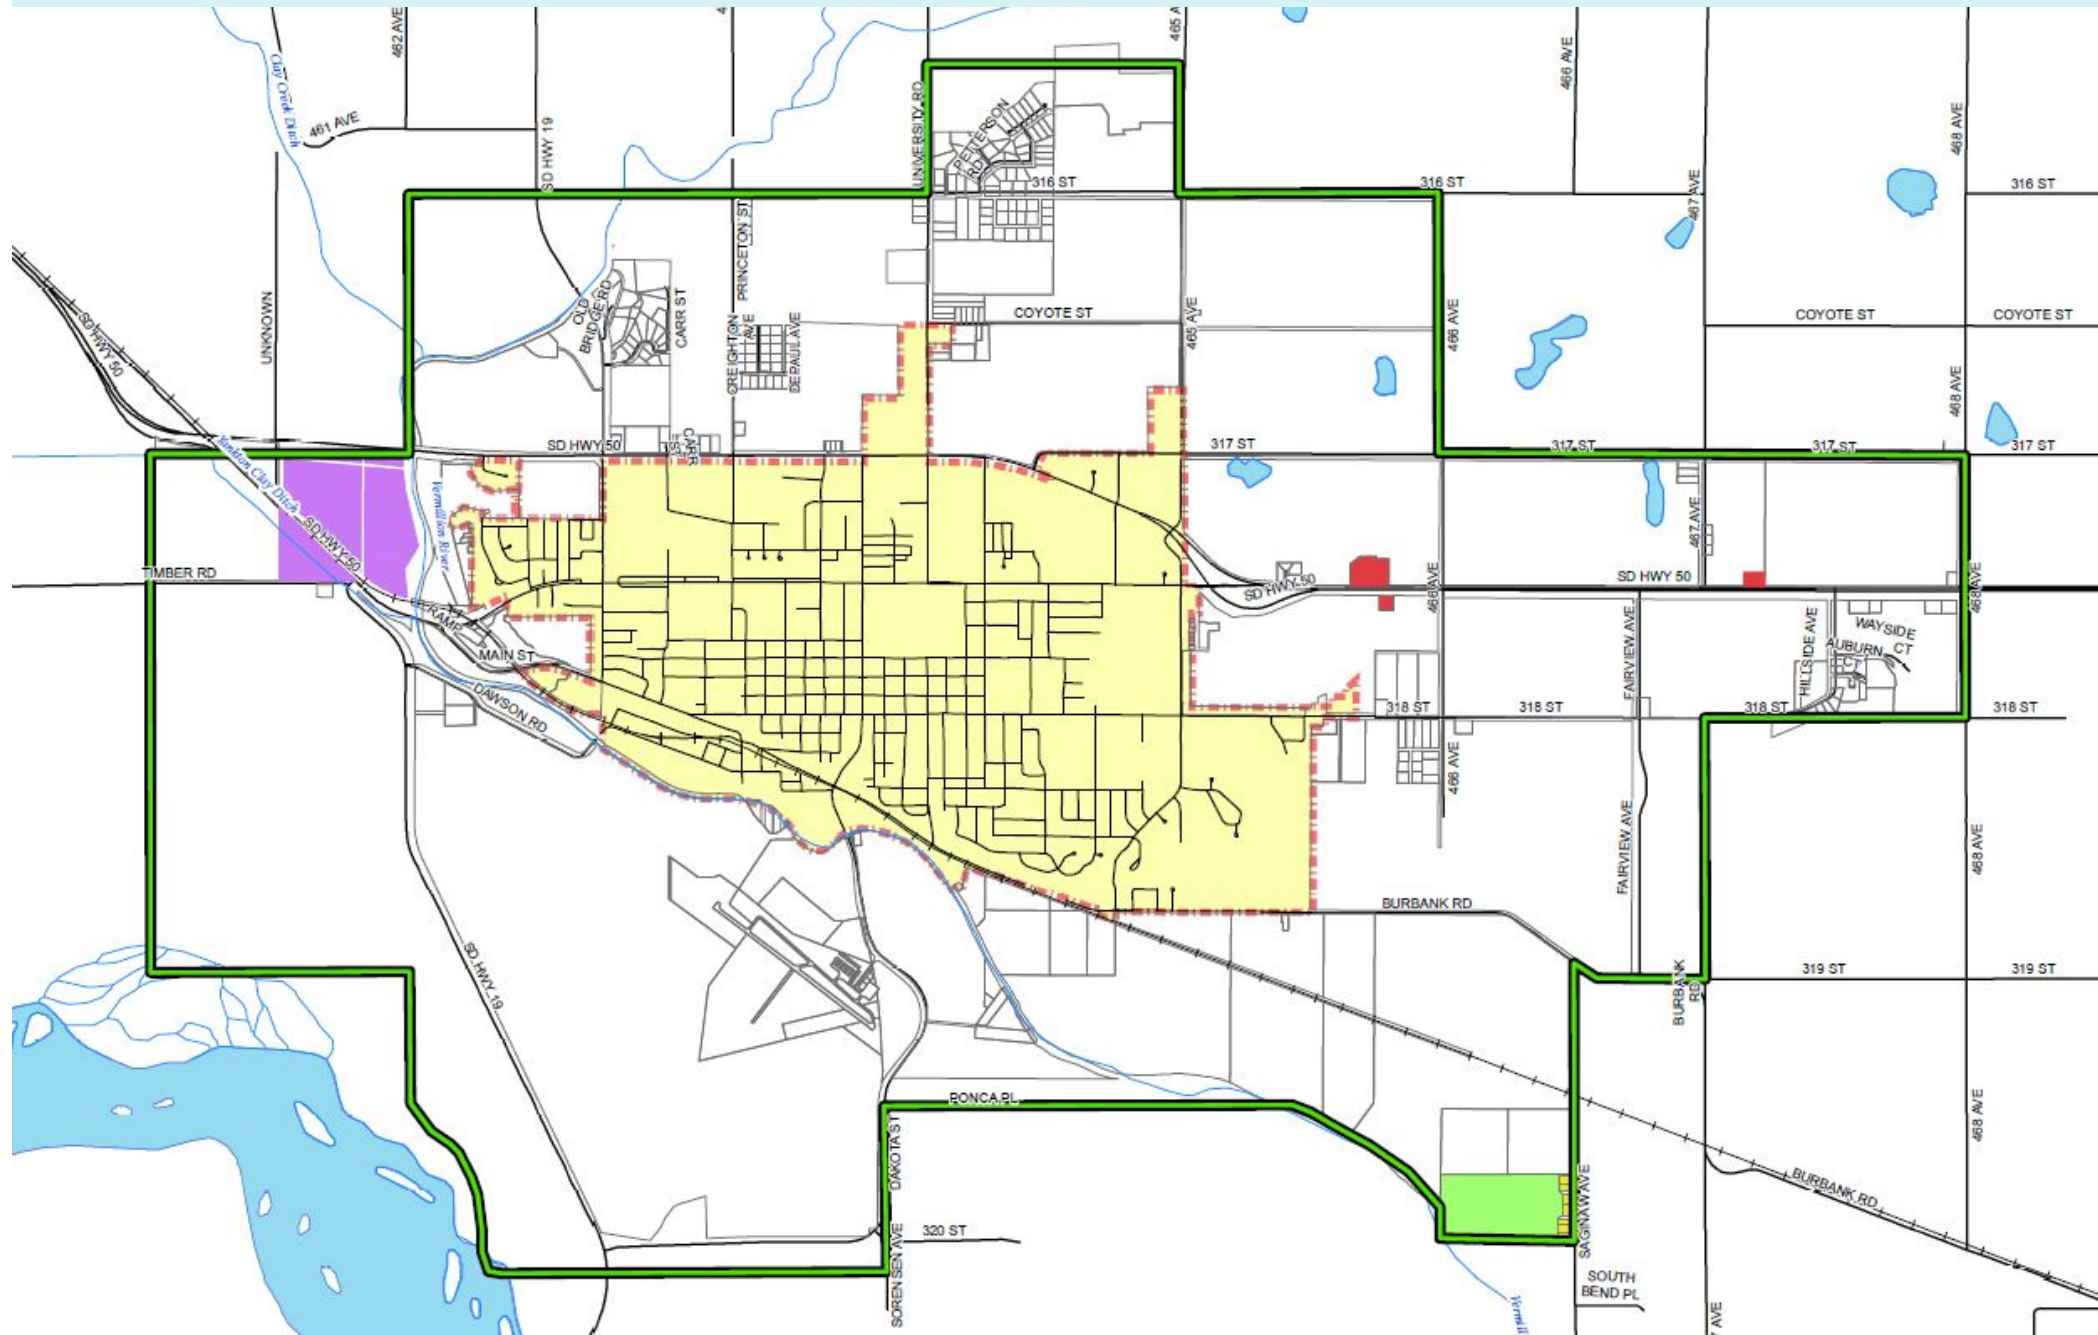 462 AVE
4
465 A
466 AVE
468 AVE
Clay Creek Ditch
461 AVE
SD HWY 19
UNIVERSITY RD
PETERSON
RD
316 ST
316 ST
316 ST
467 AVE
PRINCETON ST
UNKNOWN
OLD
BRIDGE RD
CARR ST
CREIGHTON
AVE
DEPAUL AVE
COYOTE ST
465 AVE
466 AVE
COYOTE ST
COYOTE ST
SD HWY 50
468 AVE
SD HWY 50
CARR
ST
317 ST
317 ST
317 ST
317 ST
Yankton Clay Ditch
Vermillion River
SD HWY 50
467 AVE
TIMBER RD
SD HWY 50
466 AVE
SD HWY 50
468 AVE
RAMP
MAIN ST
FAIRVIEW AVE
HILLSIDE AVE
WAYSIDE
CT
AUBURN
CT
DAWSON RD
318 ST
318 ST
318 ST
318 ST
466 AVE
FAIRVIEW AVE
468 AVE
BURBANK RD
SD HWY 19
BURBANK
RD
319 ST
319 ST
PONCA PL
DAKOTA ST
468 AVE
SAGINAW AVE
BURBANK RD
SORENSEN AVE
320 ST
SOUTH
BEND PL
Vermill
7 AVE